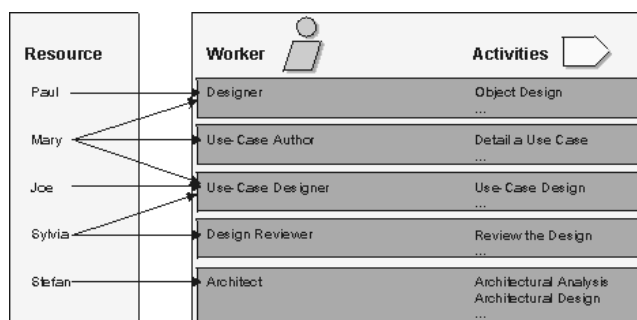 Resource Worker Activities
Paul Designer Object Design
...
Mary Use-Case Author Detail a Use Case
...
Joe Use-Case Designer Use-Case Design
...
Sylvia Design Reviewer Review the Design
...
Stefan Architect Architectural Analysis
Architectural Design
...